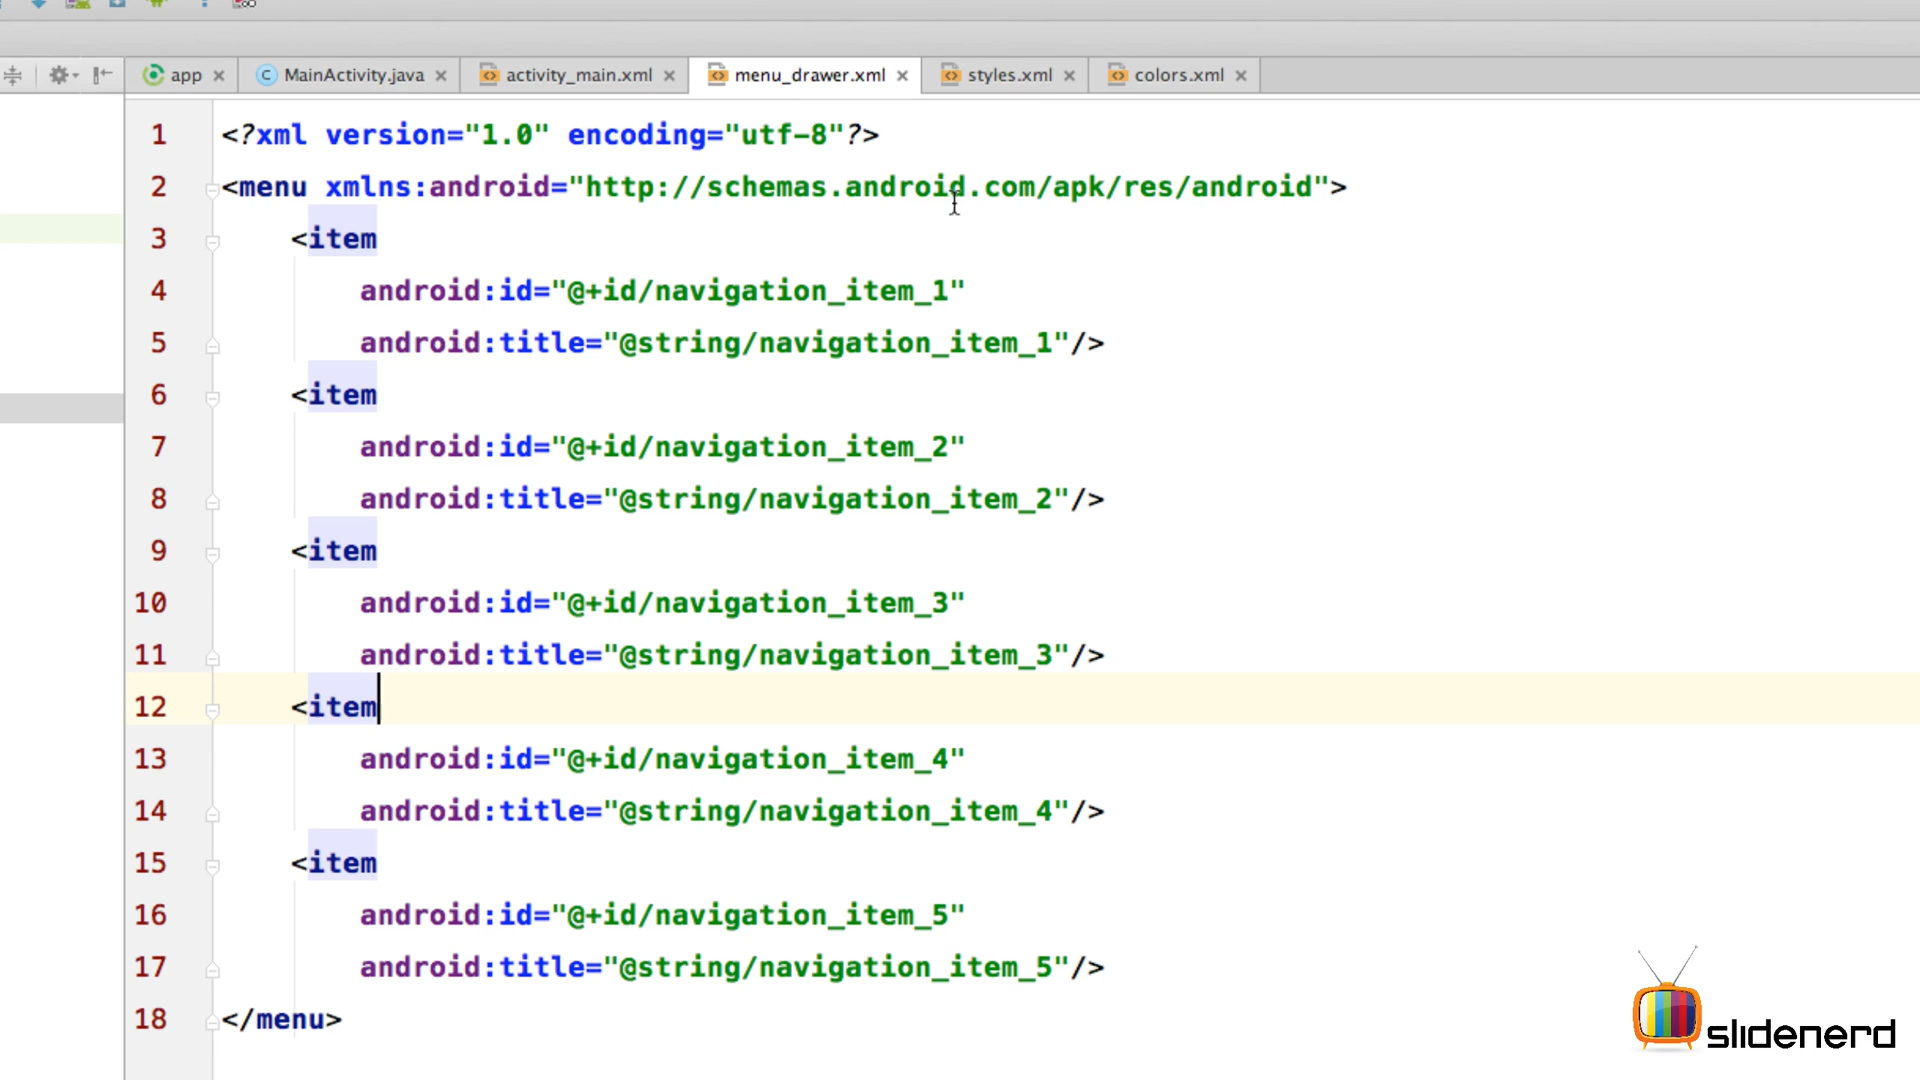 app MainActivity.java activity_main.xml menu_drawer.xml styles.xml colors.xml
1 <?xml version="1.0" encoding="utf-8"?>
2 <menu xmlns:android="http://schemas.android.com/apk/res/android">
3 <item
4 android:id="@+id/navigation_item_1"
5 android:title="@string/navigation_item_1"/>
6 <item
7 android:id="@+id/navigation_item_2"
8 android:title="@string/navigation_item_2"/>
9 <item
10 android:id="@+id/navigation_item_3"
11 android:title="@string/navigation_item_3"/>
12 <item
13 android:id="@+id/navigation_item_4"
14 android:title="@string/navigation_item_4"/>
15 <item
16 android:id="@+id/navigation_item_5"
17 android:title="@string/navigation_item_5"/>
18 </menu>
slidenerd